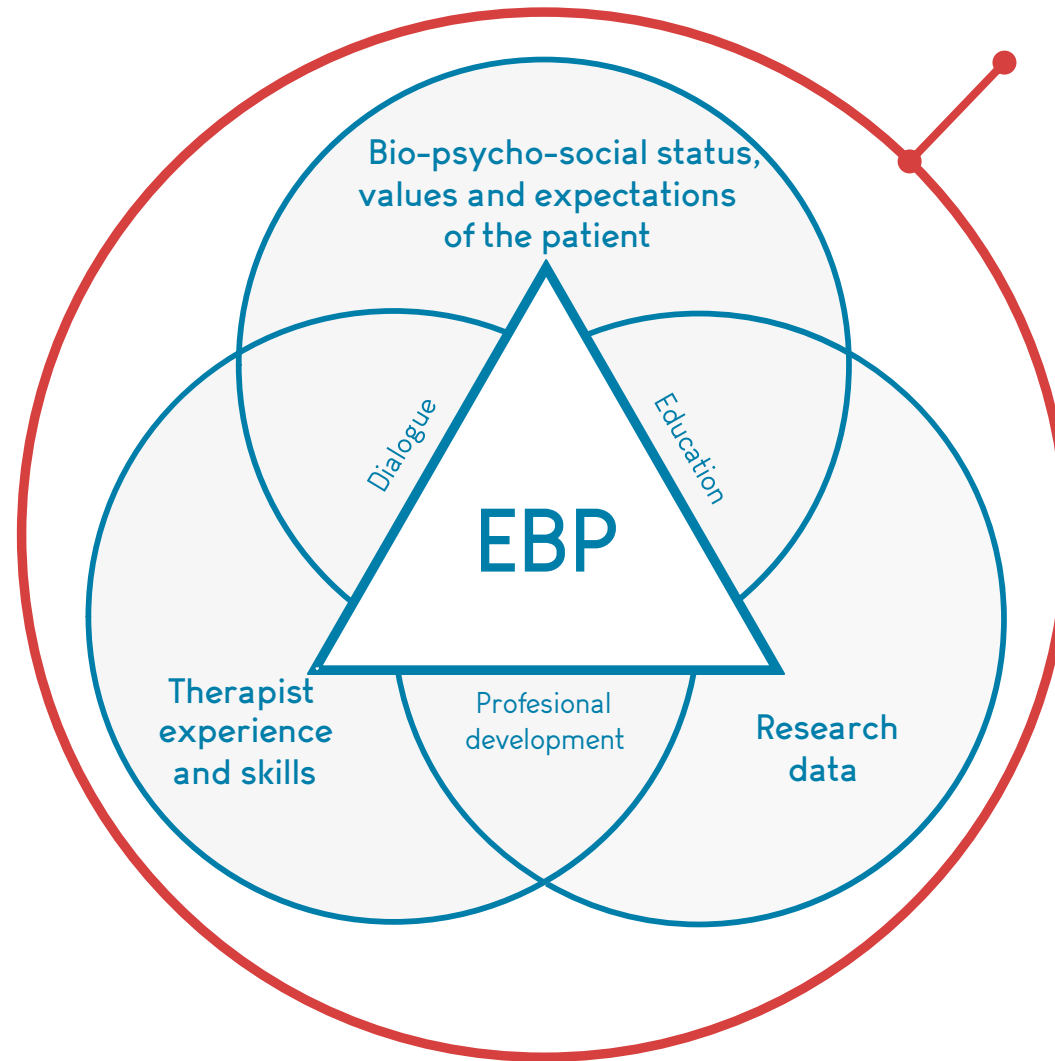 Bio-psycho-social status,
values and expectations
of the patient
Dialogue
Education
EBP
Therapist
experience
and skills
Profesional
development
Research
data